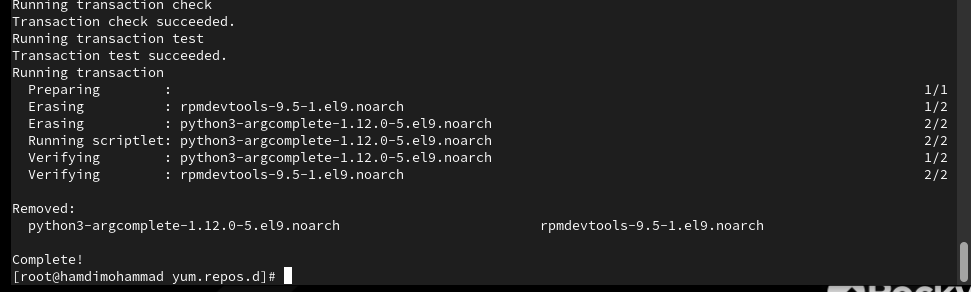 Running transaction check
Transaction check succeeded.
Running transaction test
Transaction test succeeded.
Running transaction
  Preparing        :                                                                                             1/1
  Erasing          : rpmdevtools-9.5-1.el9.noarch                                                                1/2
  Erasing          : python3-argcomplete-1.12.0-5.el9.noarch                                                     2/2
  Running scriptlet: python3-argcomplete-1.12.0-5.el9.noarch                                                     2/2
  Verifying        : python3-argcomplete-1.12.0-5.el9.noarch                                                     1/2
  Verifying        : rpmdevtools-9.5-1.el9.noarch                                                                2/2
Removed:
  python3-argcomplete-1.12.0-5.el9.noarch                         rpmdevtools-9.5-1.el9.noarch
Complete!
[root@hamdimohammad yum.repos.d]#